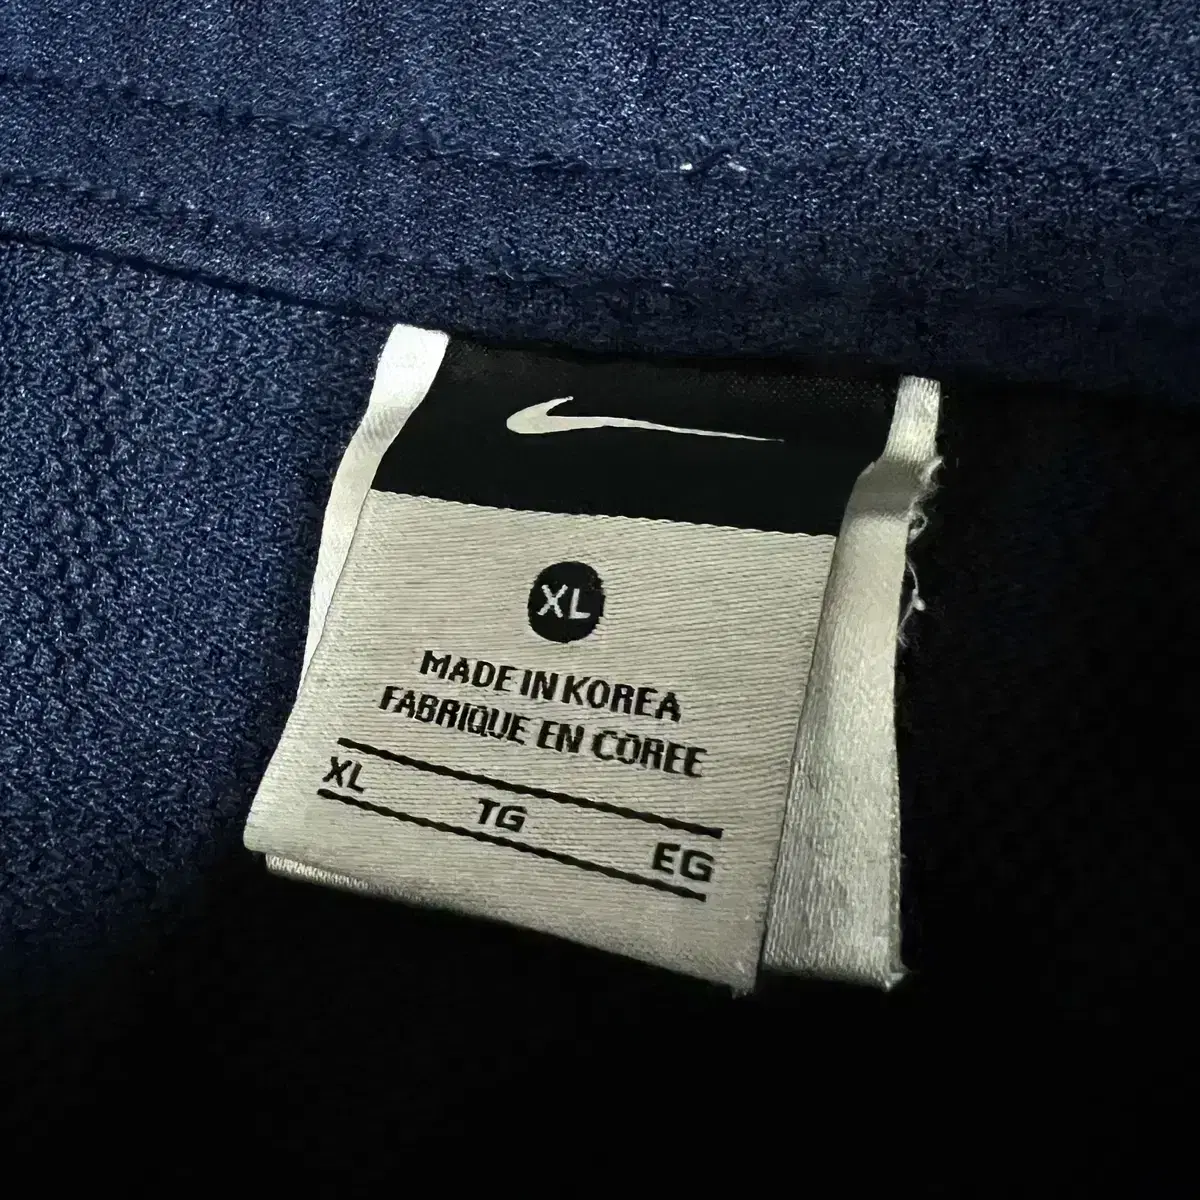 XL
MADE IN KOREA
FABRIQUE EN COREE
XL TG EG